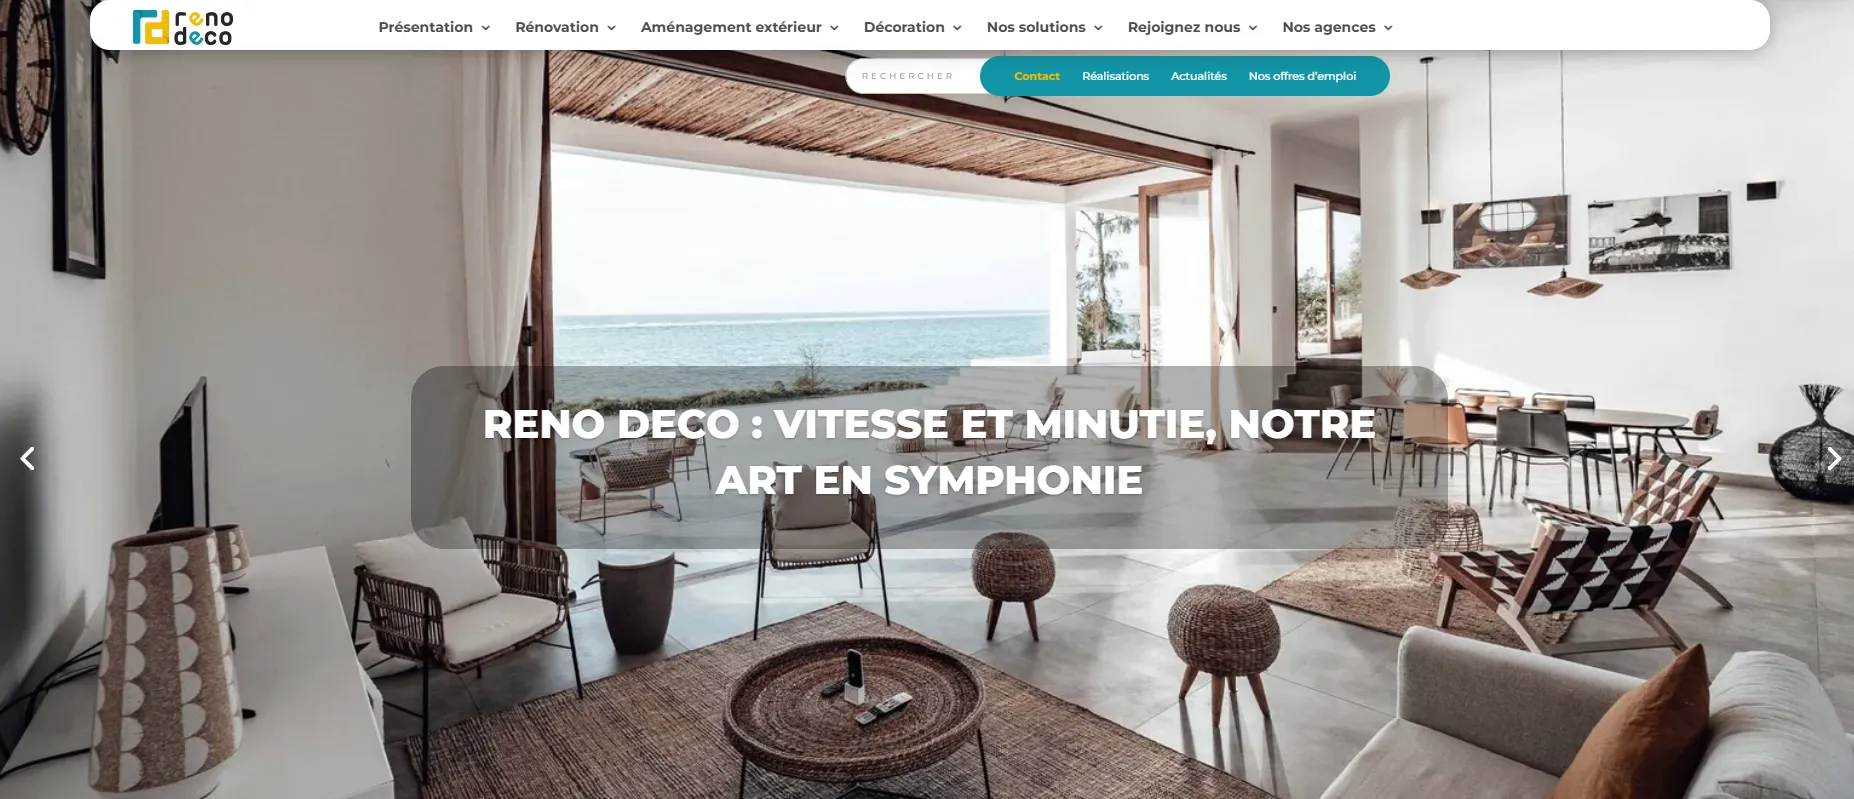 reno
deco
Présentation
Rénovation
Aménagement extérieur
Décoration
Nos solutions
Rejoignez nous
Nos agences
RECHERCHER
Contact
Réalisations
Actualités
Nos offres d'emploi
RENO DECO : VITESSE ET MINUTIE, NOTRE
ART EN SYMPHONIE